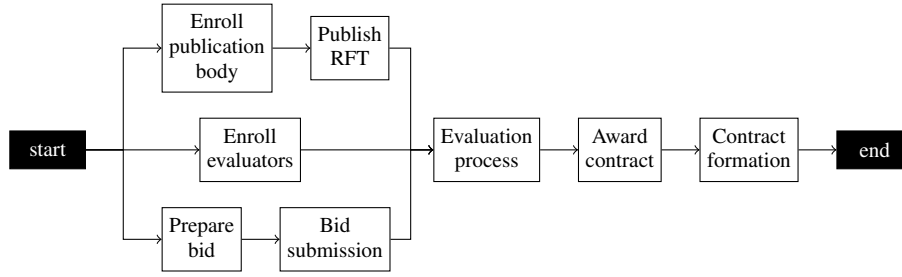 Enroll
publication
body
Publish
RFT
start
Enroll
evaluators
Evaluation
process
Award
contract
Contract
formation
end
Prepare
bid
Bid
submission